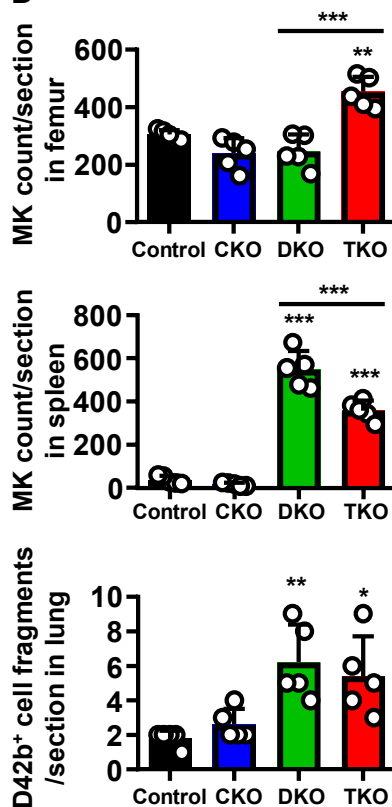 ***
**
MK count/section
in femur
600
400
200
0
Control CKO DKO TKO
***
***
***
MK count/section
in spleen
800
600
400
200
0
Control CKO DKO TKO
**
*
D42b⁺ cell fragments
/section in lung
10
8
6
4
2
0
Control CKO DKO TKO